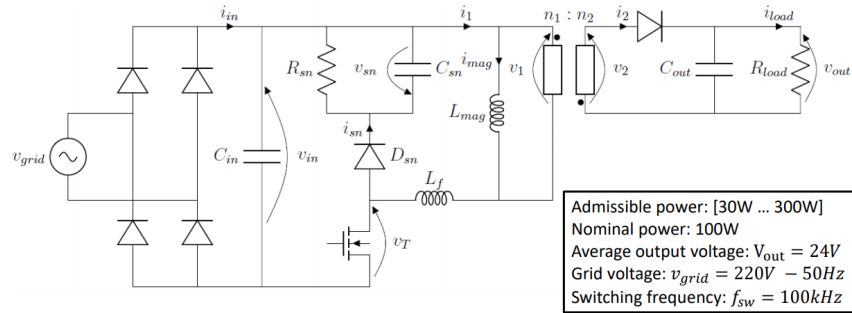 i_in
i_1
n_1 : n_2
i_2
i_load
R_sn
v_sn
C_sn
i_mag
v_1
v_2
C_out
R_load
v_out
L_mag
i_sn
v_grid
C_in
v_in
D_sn
L_f
v_T
Admissible power: [30W ... 300W]
Nominal power: 100W
Average output voltage: V_out = 24V
Grid voltage: v_grid = 220V − 50Hz
Switching frequency: f_sw = 100kHz